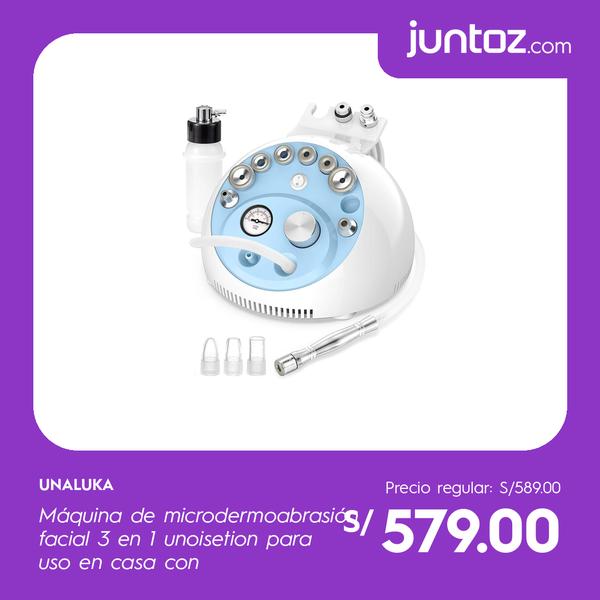 juntoz.com
UNALUKA
Precio regular: S/589.00
Máquina de microdermoabrasión
facial 3 en 1 unoisetion para
uso en casa con
S/ 579.00